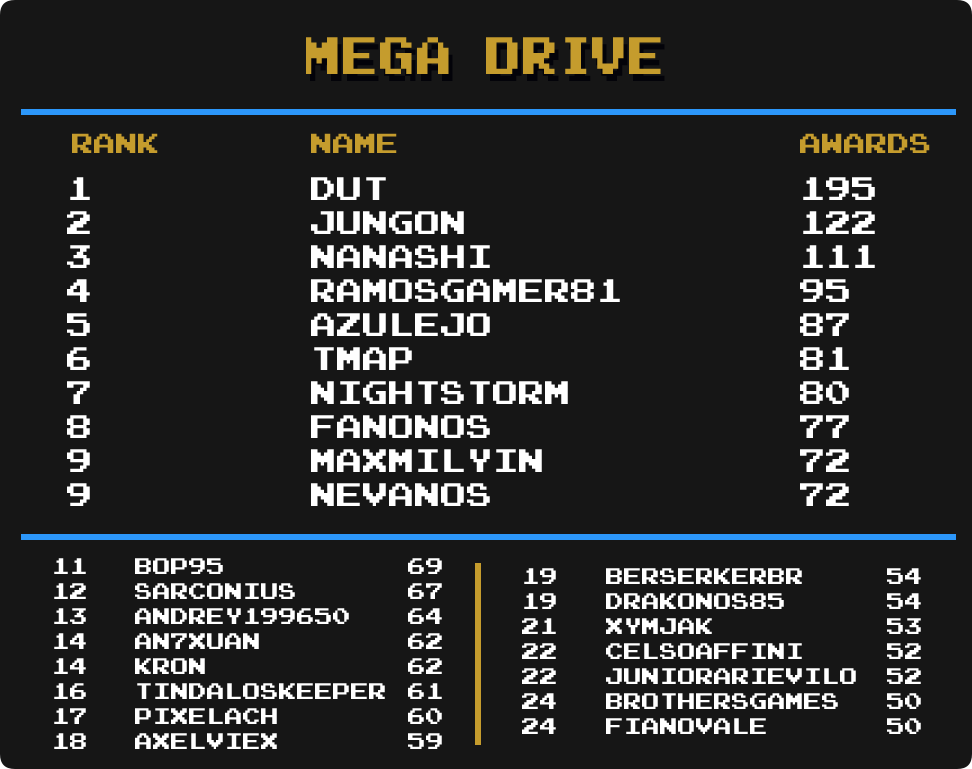 MEGA DRIVE
RANK NAME AWARDS
1 DUT 195
2 JUNGON 122
3 NANASHI 111
4 RAMOSGAMER81 95
5 AZULEJO 87
6 TMAP 81
7 NIGHTSTORM 80
8 FANONOS 77
9 MAXMILYIN 72
9 NEVANOS 72
11 BOP95 69
12 SARCONIUS 67
13 ANDREY199650 64
14 AN7XUAN 62
14 KRON 62
16 TINDALOSKEEPER 61
17 PIXELACH 60
18 AXELVIEX 59
19 BERSERKERBR 54
19 DRAKONOS85 54
21 XYMJAK 53
22 CELSOAFFINI 52
22 JUNIORARIEVILO 52
24 BROTHERSGAMES 50
24 FIANOVALE 50